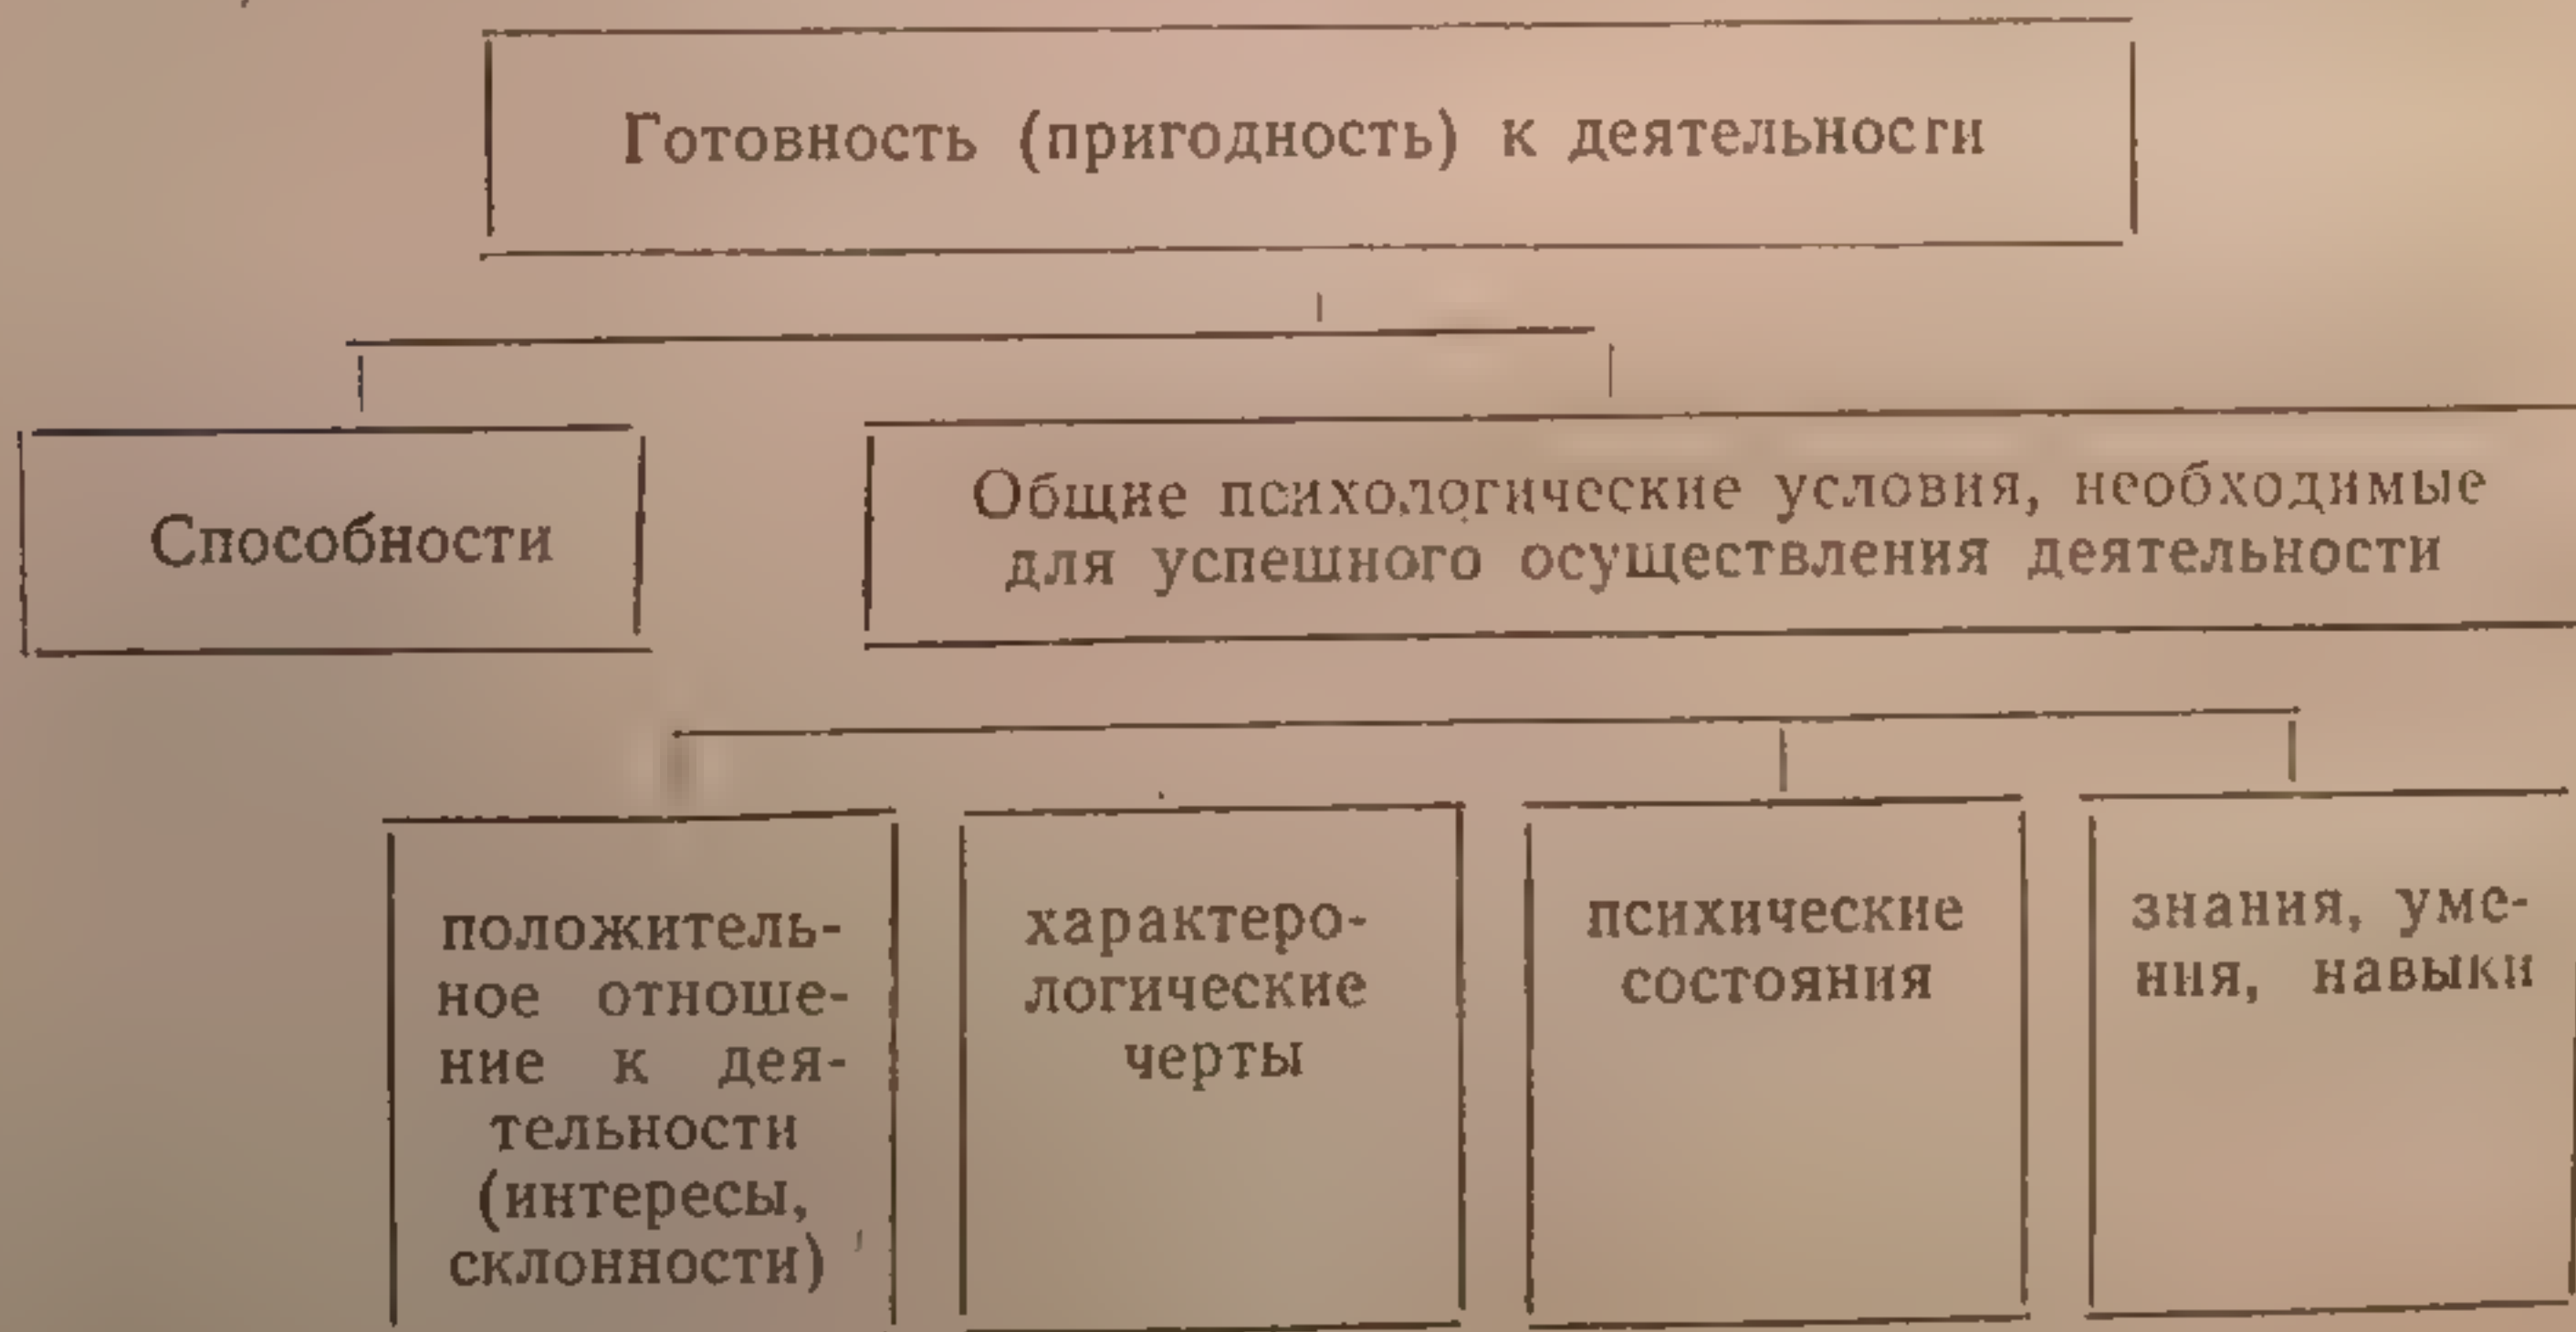 Готовность (пригодность) к деятельности
Способности
Общие психологические условия, необходимые
для успешного осуществления деятельности
положитель-
ное отноше-
ние к дея-
тельности
(интересы,
склонности)
характеро-
логические
черты
психические
состояния
знания, уме-
ния, навыки